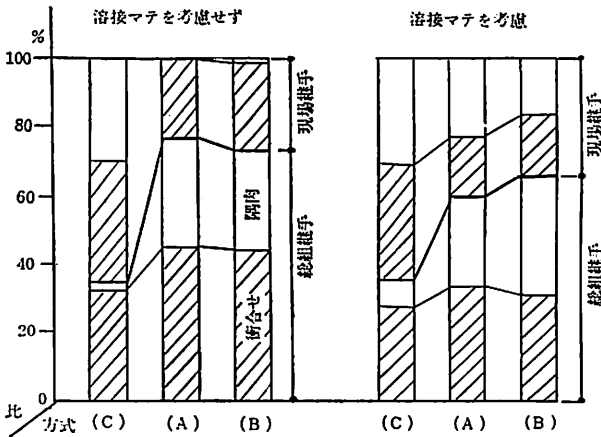 溶接マテを考慮せず
溶接マテを考慮
%
100
80
60
40
20
0
隅肉
衝合せ
現場継手
総組継手
現場継手
総組継手
比
方式
(C)
(A)
(B)
(C)
(A)
(B)